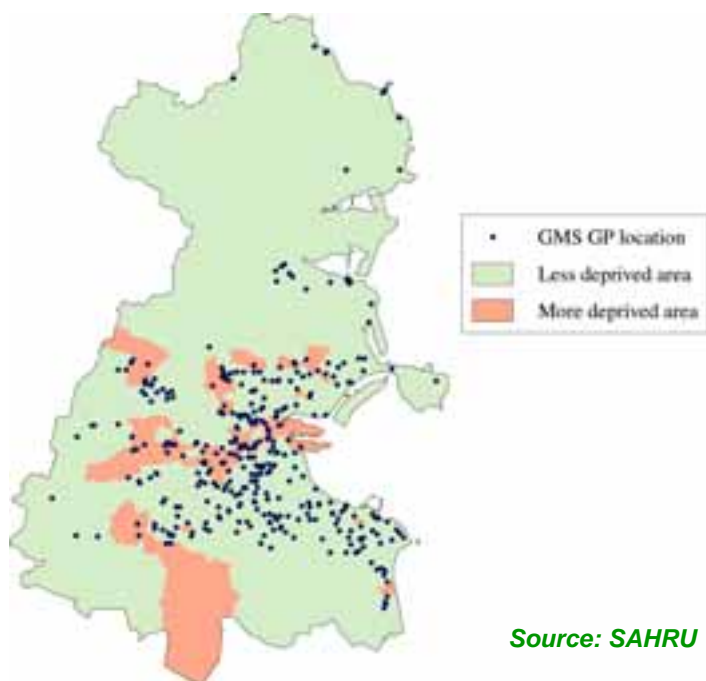 GMS GP location
Less deprived area
More deprived area
Source: SAHRU